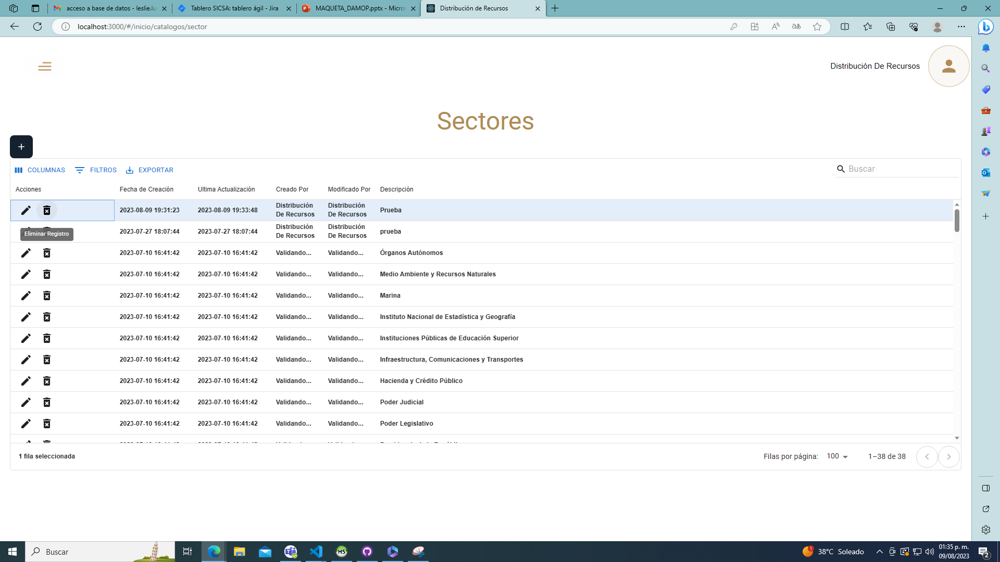 acceso a base de datos - leslie.lu
Tablero SICSA: tablero ágil - Jira
MAQUETA_DAMOP.pptx - Micros
Distribución de Recursos
localhost:3000/#/inicio/catalogos/sector
Distribución De Recursos
Sectores
+
COLUMNAS FILTROS EXPORTAR
Buscar
Acciones Fecha de Creación Ultima Actualización Creado Por Modificado Por Descripción
2023-08-09 19:31:23 2023-08-09 19:33:48 Distribución De Recursos Distribución De Recursos Prueba
Eliminar Registro
2023-07-27 18:07:44 2023-07-27 18:07:44 Distribución De Recursos Distribución De Recursos prueba
2023-07-10 16:41:42 2023-07-10 16:41:42 Validando... Validando... Órganos Autónomos
2023-07-10 16:41:42 2023-07-10 16:41:42 Validando... Validando... Medio Ambiente y Recursos Naturales
2023-07-10 16:41:42 2023-07-10 16:41:42 Validando... Validando... Marina
2023-07-10 16:41:42 2023-07-10 16:41:42 Validando... Validando... Instituto Nacional de Estadística y Geografía
2023-07-10 16:41:42 2023-07-10 16:41:42 Validando... Validando... Instituciones Públicas de Educación Superior
2023-07-10 16:41:42 2023-07-10 16:41:42 Validando... Validando... Infraestructura, Comunicaciones y Transportes
2023-07-10 16:41:42 2023-07-10 16:41:42 Validando... Validando... Hacienda y Crédito Público
2023-07-10 16:41:42 2023-07-10 16:41:42 Validando... Validando... Poder Judicial
2023-07-10 16:41:42 2023-07-10 16:41:42 Validando... Validando... Poder Legislativo
1 fila seleccionada
Filas por página: 100 1–38 de 38
Buscar
38°C Soleado
01:35 p. m.
09/08/2023
2